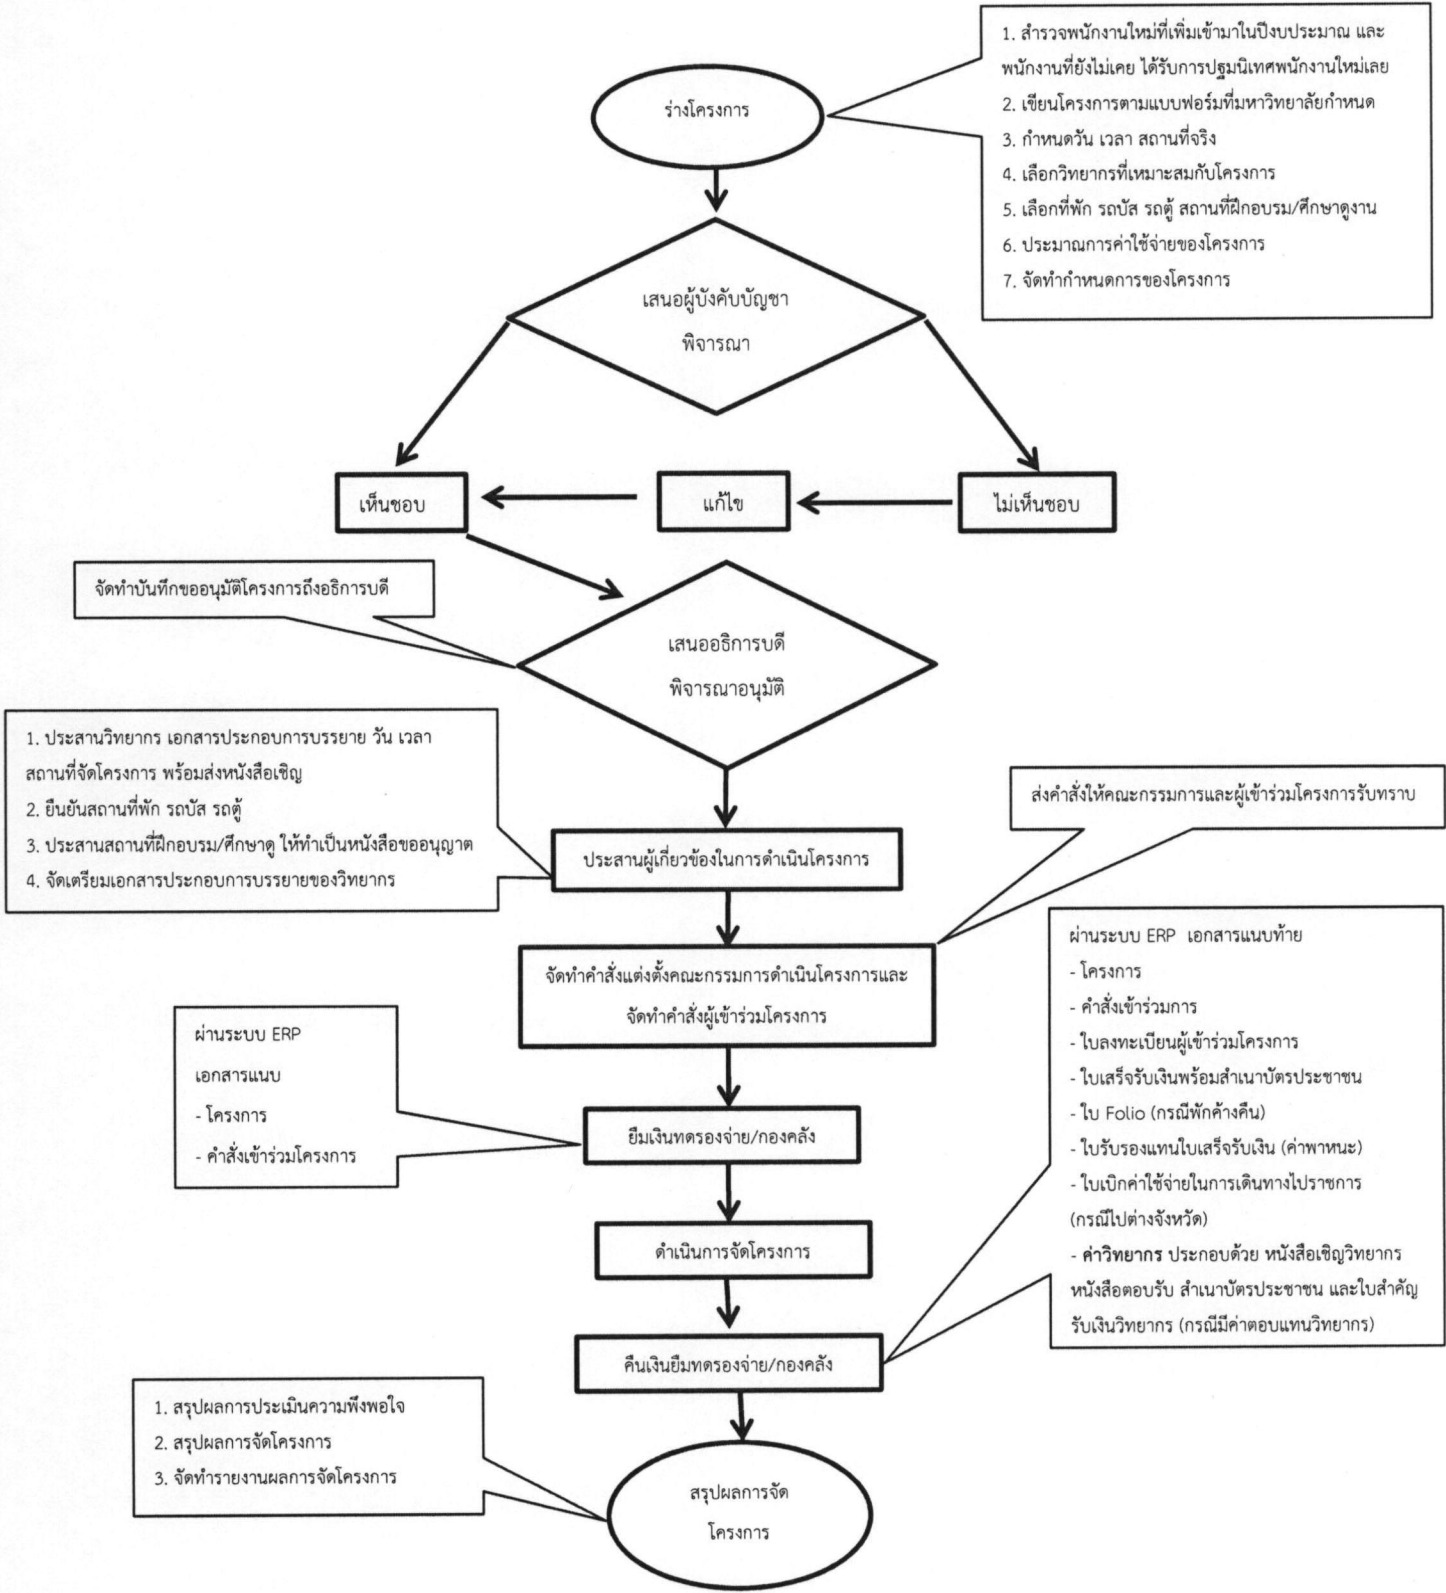 1. สำรวจพนักงานใหม่ที่เพิ่มเข้ามาในปีงบประมาณ และ
พนักงานที่ยังไม่เคย ได้รับการปฐมนิเทศพนักงานใหม่เลย
2. เขียนโครงการตามแบบฟอร์มที่มหาวิทยาลัยกำหนด
3. กำหนดวัน เวลา สถานที่จริง
4. เลือกวิทยากรที่เหมาะสมกับโครงการ
5. เลือกที่พัก รถบัส รถตู้ สถานที่ฝึกอบรม/ศึกษาดูงาน
6. ประมาณการค่าใช้จ่ายของโครงการ
7. จัดทำกำหนดการของโครงการ
ร่างโครงการ
เสนอผู้บังคับบัญชา
พิจารณา
เห็นชอบ
แก้ไข
ไม่เห็นชอบ
จัดทำบันทึกขออนุมัติโครงการถึงอธิการบดี
เสนออธิการบดี
พิจารณาอนุมัติ
1. ประสานวิทยากร เอกสารประกอบการบรรยาย วัน เวลา
สถานที่จัดโครงการ พร้อมส่งหนังสือเชิญ
2. ยืนยันสถานที่พัก รถบัส รถตู้
3. ประสานสถานที่ฝึกอบรม/ศึกษาดู ให้ทำเป็นหนังสือขออนุญาต
4. จัดเตรียมเอกสารประกอบการบรรยายของวิทยากร
ส่งคำสั่งให้คณะกรรมการและผู้เข้าร่วมโครงการรับทราบ
ประสานผู้เกี่ยวข้องในการดำเนินโครงการ
จัดทำคำสั่งแต่งตั้งคณะกรรมการดำเนินโครงการและ
จัดทำคำสั่งผู้เข้าร่วมโครงการ
ผ่านระบบ ERP
เอกสารแนบ
- โครงการ
- คำสั่งเข้าร่วมโครงการ
ผ่านระบบ ERP เอกสารแนบท้าย
- โครงการ
- คำสั่งเข้าร่วมการ
- ใบลงทะเบียนผู้เข้าร่วมโครงการ
- ใบเสร็จรับเงินพร้อมสำเนาบัตรประชาชน
- ใบ Folio (กรณีพักค้างคืน)
- ใบรับรองแทนใบเสร็จรับเงิน (ค่าพาหนะ)
- ใบเบิกค่าใช้จ่ายในการเดินทางไปราชการ
(กรณีไปต่างจังหวัด)
- ค่าวิทยากร ประกอบด้วย หนังสือเชิญวิทยากร
หนังสือตอบรับ สำเนาบัตรประชาชน และใบสำคัญ
รับเงินวิทยากร (กรณีมีค่าตอบแทนวิทยากร)
ยืมเงินทดรองจ่าย/กองคลัง
ดำเนินการจัดโครงการ
คืนเงินยืมทดรองจ่าย/กองคลัง
1. สรุปผลการประเมินความพึงพอใจ
2. สรุปผลการจัดโครงการ
3. จัดทำรายงานผลการจัดโครงการ
สรุปผลการจัด
โครงการ